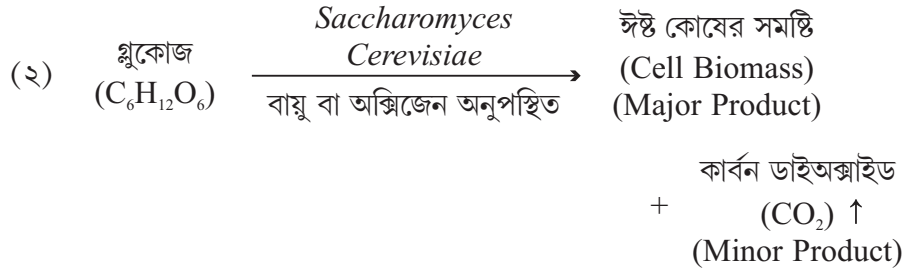 (২) গ্লুকোজ (C₆H₁₂O₆)
Saccharomyces
Cerevisiae
বায়ু বা অক্সিজেন অনুপস্থিত
ঈষ্ট কোষের সমষ্টি
(Cell Biomass)
(Major Product)
কার্বন ডাইঅক্সাইড
+ (CO₂) ↑
(Minor Product)